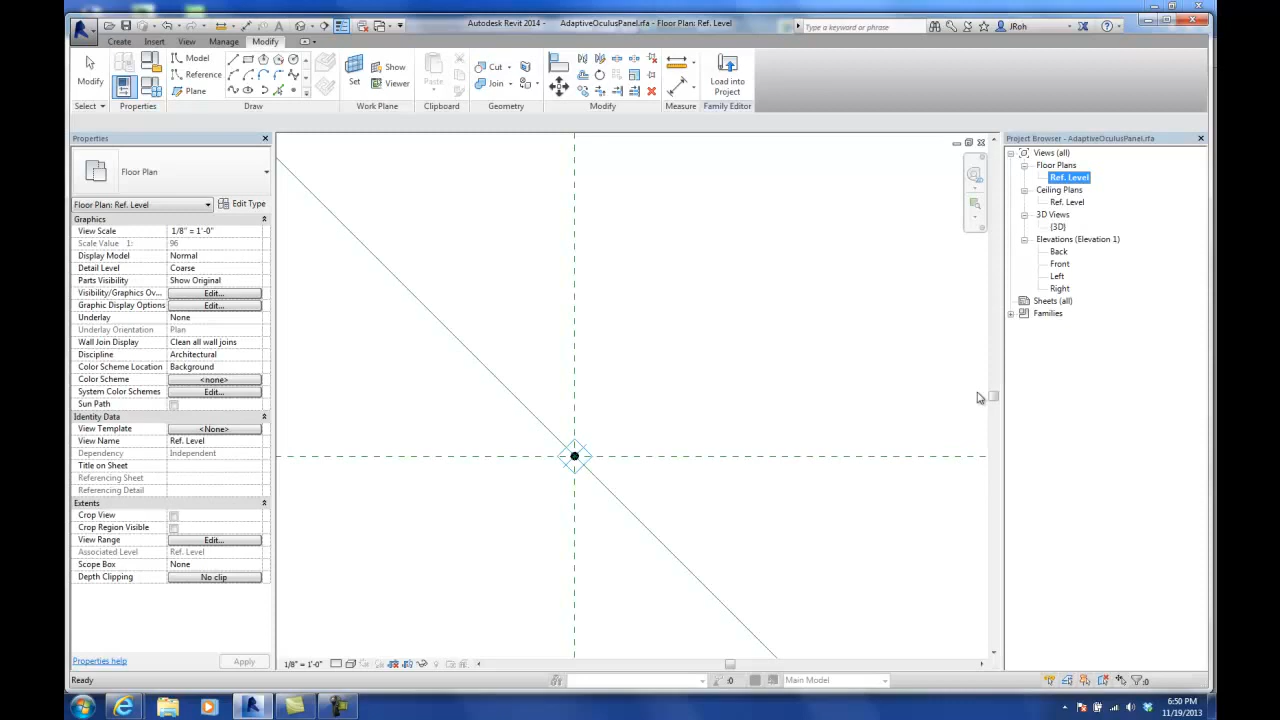 Autodesk Revit 2014 - AdaptiveOculusPanel.rfa - Floor Plan: Ref. Level
Type a keyword or phrase
JRoh
Create Insert View Manage Modify
Modify
Model
Reference
Plane
Set
Show
Viewer
Paste
Cut
Join
Load into
Project
Select Properties Draw Work Plane Clipboard Geometry Modify Measure Family Editor
Properties
Floor Plan
Floor Plan: Ref. Level Edit Type
Graphics
View Scale 1/8" = 1'-0"
Scale Value 1: 96
Display Model Normal
Detail Level Coarse
Parts Visibility Show Original
Visibility/Graphics Ov... Edit...
Graphic Display Options Edit...
Underlay None
Underlay Orientation Plan
Wall Join Display Clean all wall joins
Discipline Architectural
Color Scheme Location Background
Color Scheme <none>
System Color Schemes Edit...
Sun Path
Identity Data
View Template <None>
View Name Ref. Level
Dependency Independent
Title on Sheet
Referencing Sheet
Referencing Detail
Extents
Crop View
Crop Region Visible
View Range Edit...
Associated Level Ref. Level
Scope Box None
Depth Clipping No clip
Properties help Apply
1/8" = 1'-0"
Project Browser - AdaptiveOculusPanel.rfa
Views (all)
Floor Plans
Ref. Level
Ceiling Plans
Ref. Level
3D Views
{3D}
Elevations (Elevation 1)
Back
Front
Left
Right
Sheets (all)
Families
Ready
:0
Main Model
:0
6:50 PM
11/19/2013